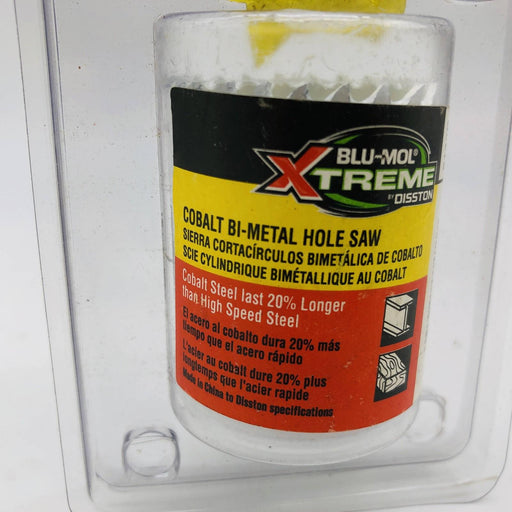 BLU-MOL®
XTREME
BY DISSTON
COBALT BI-METAL HOLE SAW
SIERRA CORTACÍRCULOS BIMETÁLICA DE COBALTO
SCIE CYLINDRIQUE BIMÉTALLIQUE AU COBALT
Cobalt Steel last 20% Longer
than High Speed Steel
El acero al cobalto dura 20% más
tiempo que el acero rápido
L'acier au cobalt dure 20% plus
longtemps que l'acier rapide
Made in China to Disston specifications